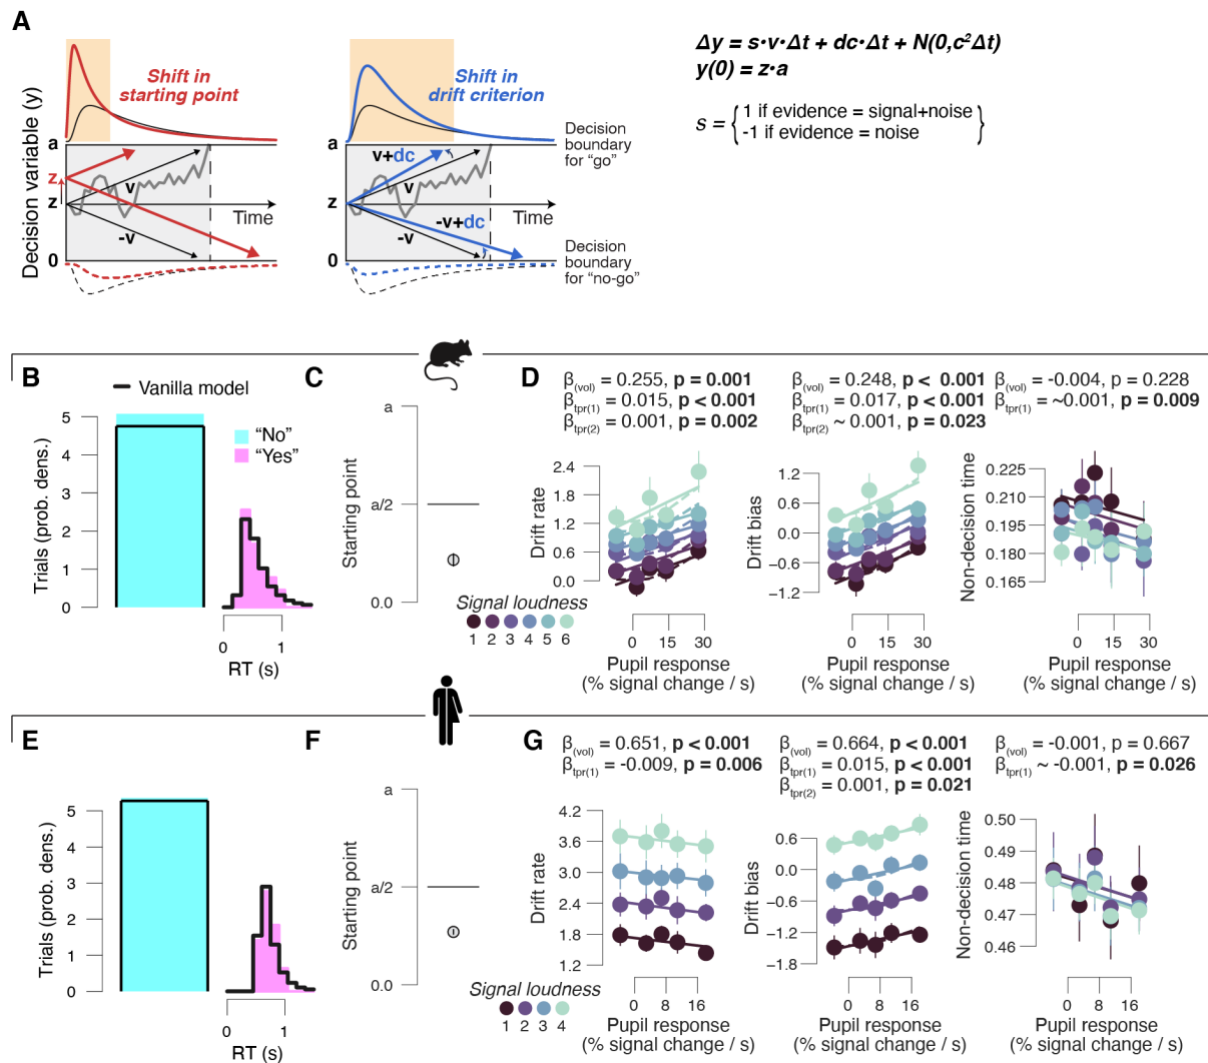 A
Decision variable (y)
Shift in
starting point
Shift in
drift criterion
Δy = s·v·Δt + dc·Δt + N(0,c²Δt)
y(0) = z·a
s = { 1 if evidence = signal+noise
-1 if evidence = noise }
a
z
z
0
v
-v
Time
a
z
0
v+dc
v
-v+dc
-v
Time
Decision
boundary
for “go”
Decision
boundary
for “no-go”
B
Vanilla model
“No”
“Yes”
Trials (prob. dens.)
5
4
3
2
1
0
0 1
RT (s)
C
Starting point
a
a/2
0.0
Signal loudness
1 2 3 4 5 6
D
β(vol) = 0.255, p = 0.001
β tpr(1) = 0.015, p < 0.001
β tpr(2) = 0.001, p = 0.002
Drift rate
2.4
1.8
1.2
0.6
0.0
0 15 30
Pupil response
(% signal change / s)
β(vol) = 0.248, p < 0.001
β tpr(1) = 0.017, p < 0.001
β tpr(2) ~ 0.001, p = 0.023
Drift bias
1.2
0.6
0.0
−0.6
−1.2
0 15 30
Pupil response
(% signal change / s)
β(vol) = -0.004, p = 0.228
β tpr(1) = ~0.001, p = 0.009
Non-decision time
0.225
0.210
0.195
0.180
0.165
0 15 30
Pupil response
(% signal change / s)
E
Trials (prob. dens.)
5
4
3
2
1
0
0 1
RT (s)
F
Starting point
a
a/2
0.0
Signal loudness
1 2 3 4
G
β(vol) = 0.651, p < 0.001
β tpr(1) = -0.009, p = 0.006
Drift rate
4.2
3.6
3.0
2.4
1.8
1.2
0 8 16
Pupil response
(% signal change / s)
β(vol) = 0.664, p < 0.001
β tpr(1) = 0.015, p < 0.001
β tpr(2) = 0.001, p = 0.021
Drift bias
0.6
0.0
−0.6
−1.2
−1.8
0 8 16
Pupil response
(% signal change / s)
β(vol) = -0.001, p = 0.667
β tpr(1) ~ -0.001, p = 0.026
Non-decision time
0.50
0.49
0.48
0.47
0.46
0 8 16
Pupil response
(% signal change / s)